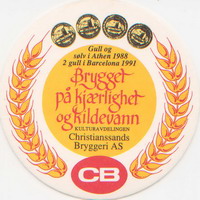 Gull og
sølv i Athen 1988
2 gull i Barcelona 1991
Brygget
på kjærlighet
og kildevann
KULTURAVDELINGEN
Christianssands
Bryggeri AS
CB